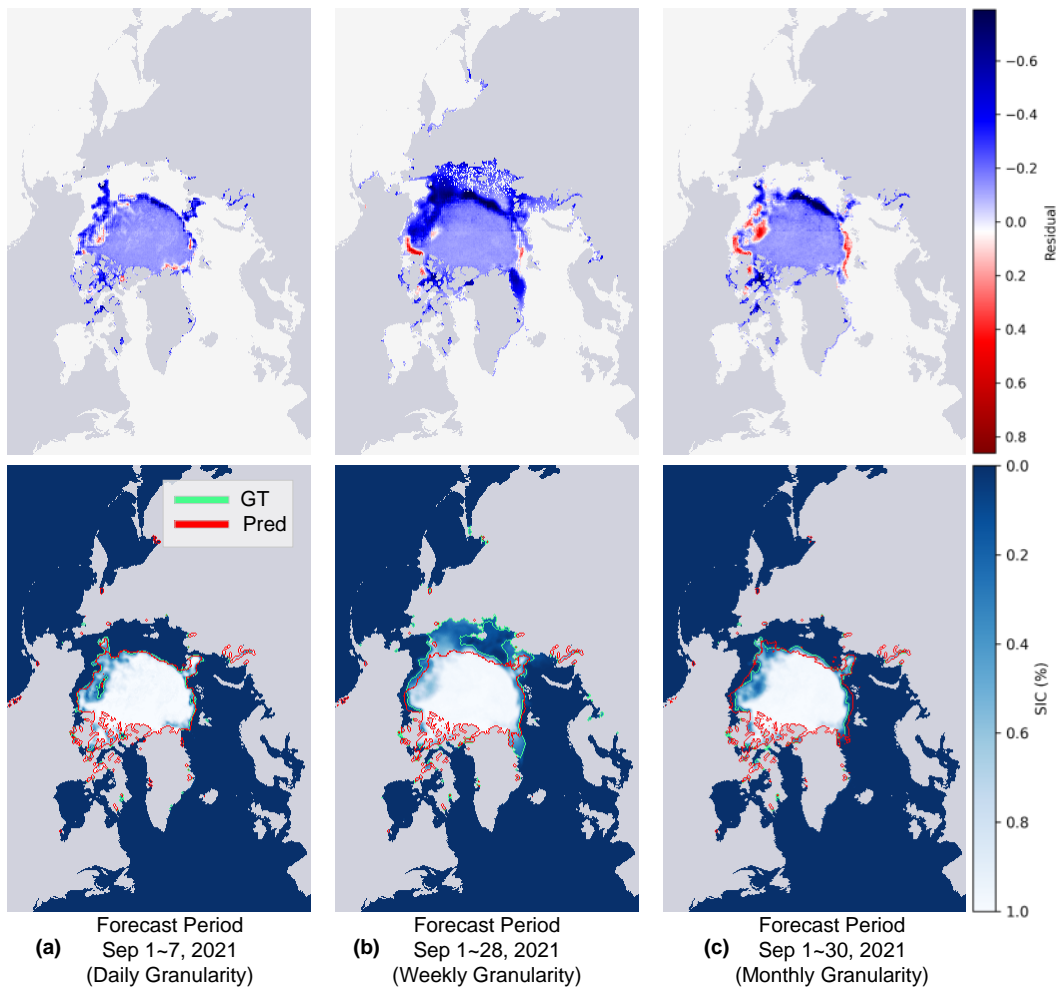 −0.6
−0.4
−0.2
0.0
0.2
0.4
0.6
0.8
Residual
GT
Pred
0.0
0.2
0.4
0.6
0.8
1.0
SIC (%)
(a)
Forecast Period
Sep 1~7, 2021
(Daily Granularity)
(b)
Forecast Period
Sep 1~28, 2021
(Weekly Granularity)
(c)
Forecast Period
Sep 1~30, 2021
(Monthly Granularity)